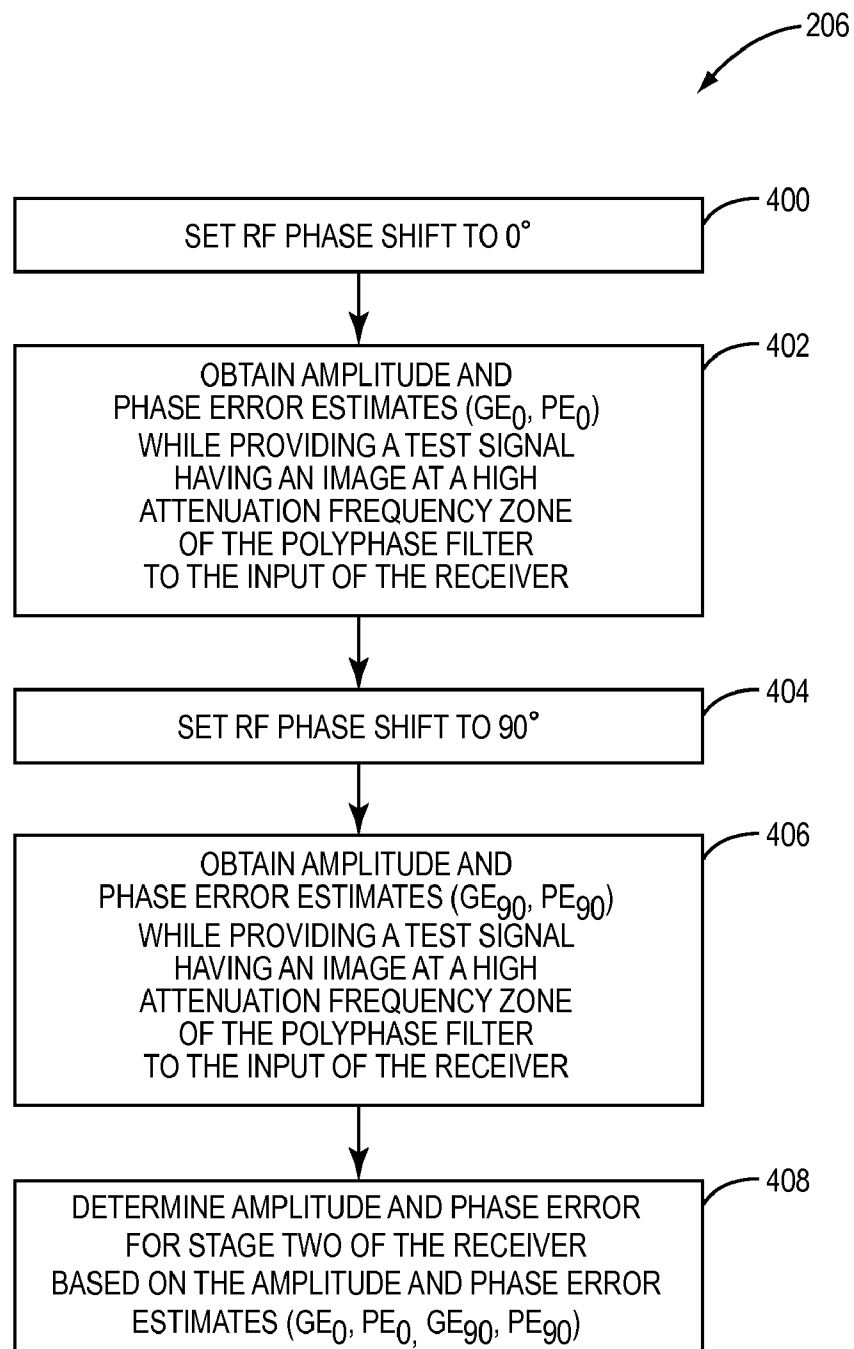 206
400
SET RF PHASE SHIFT TO 0°
402
OBTAIN AMPLITUDE AND
PHASE ERROR ESTIMATES (GE0, PE0)
WHILE PROVIDING A TEST SIGNAL
HAVING AN IMAGE AT A HIGH
ATTENUATION FREQUENCY ZONE
OF THE POLYPHASE FILTER
TO THE INPUT OF THE RECEIVER
404
SET RF PHASE SHIFT TO 90°
406
OBTAIN AMPLITUDE AND
PHASE ERROR ESTIMATES (GE90, PE90)
WHILE PROVIDING A TEST SIGNAL
HAVING AN IMAGE AT A HIGH
ATTENUATION FREQUENCY ZONE
OF THE POLYPHASE FILTER
TO THE INPUT OF THE RECEIVER
408
DETERMINE AMPLITUDE AND PHASE ERROR
FOR STAGE TWO OF THE RECEIVER
BASED ON THE AMPLITUDE AND PHASE ERROR
ESTIMATES (GE0, PE0, GE90, PE90)